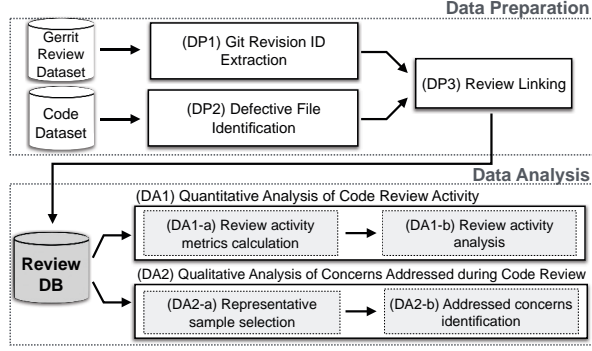 Data Preparation
Gerrit
Review
Dataset
(DP1) Git Revision ID
Extraction
(DP3) Review Linking
Code
Dataset
(DP2) Defective File
Identification
Data Analysis
(DA1) Quantitative Analysis of Code Review Activity
(DA1-a) Review activity
metrics calculation
(DA1-b) Review activity
analysis
Review
DB
(DA2) Qualitative Analysis of Concerns Addressed during Code Review
(DA2-a) Representative
sample selection
(DA2-b) Addressed concerns
identification